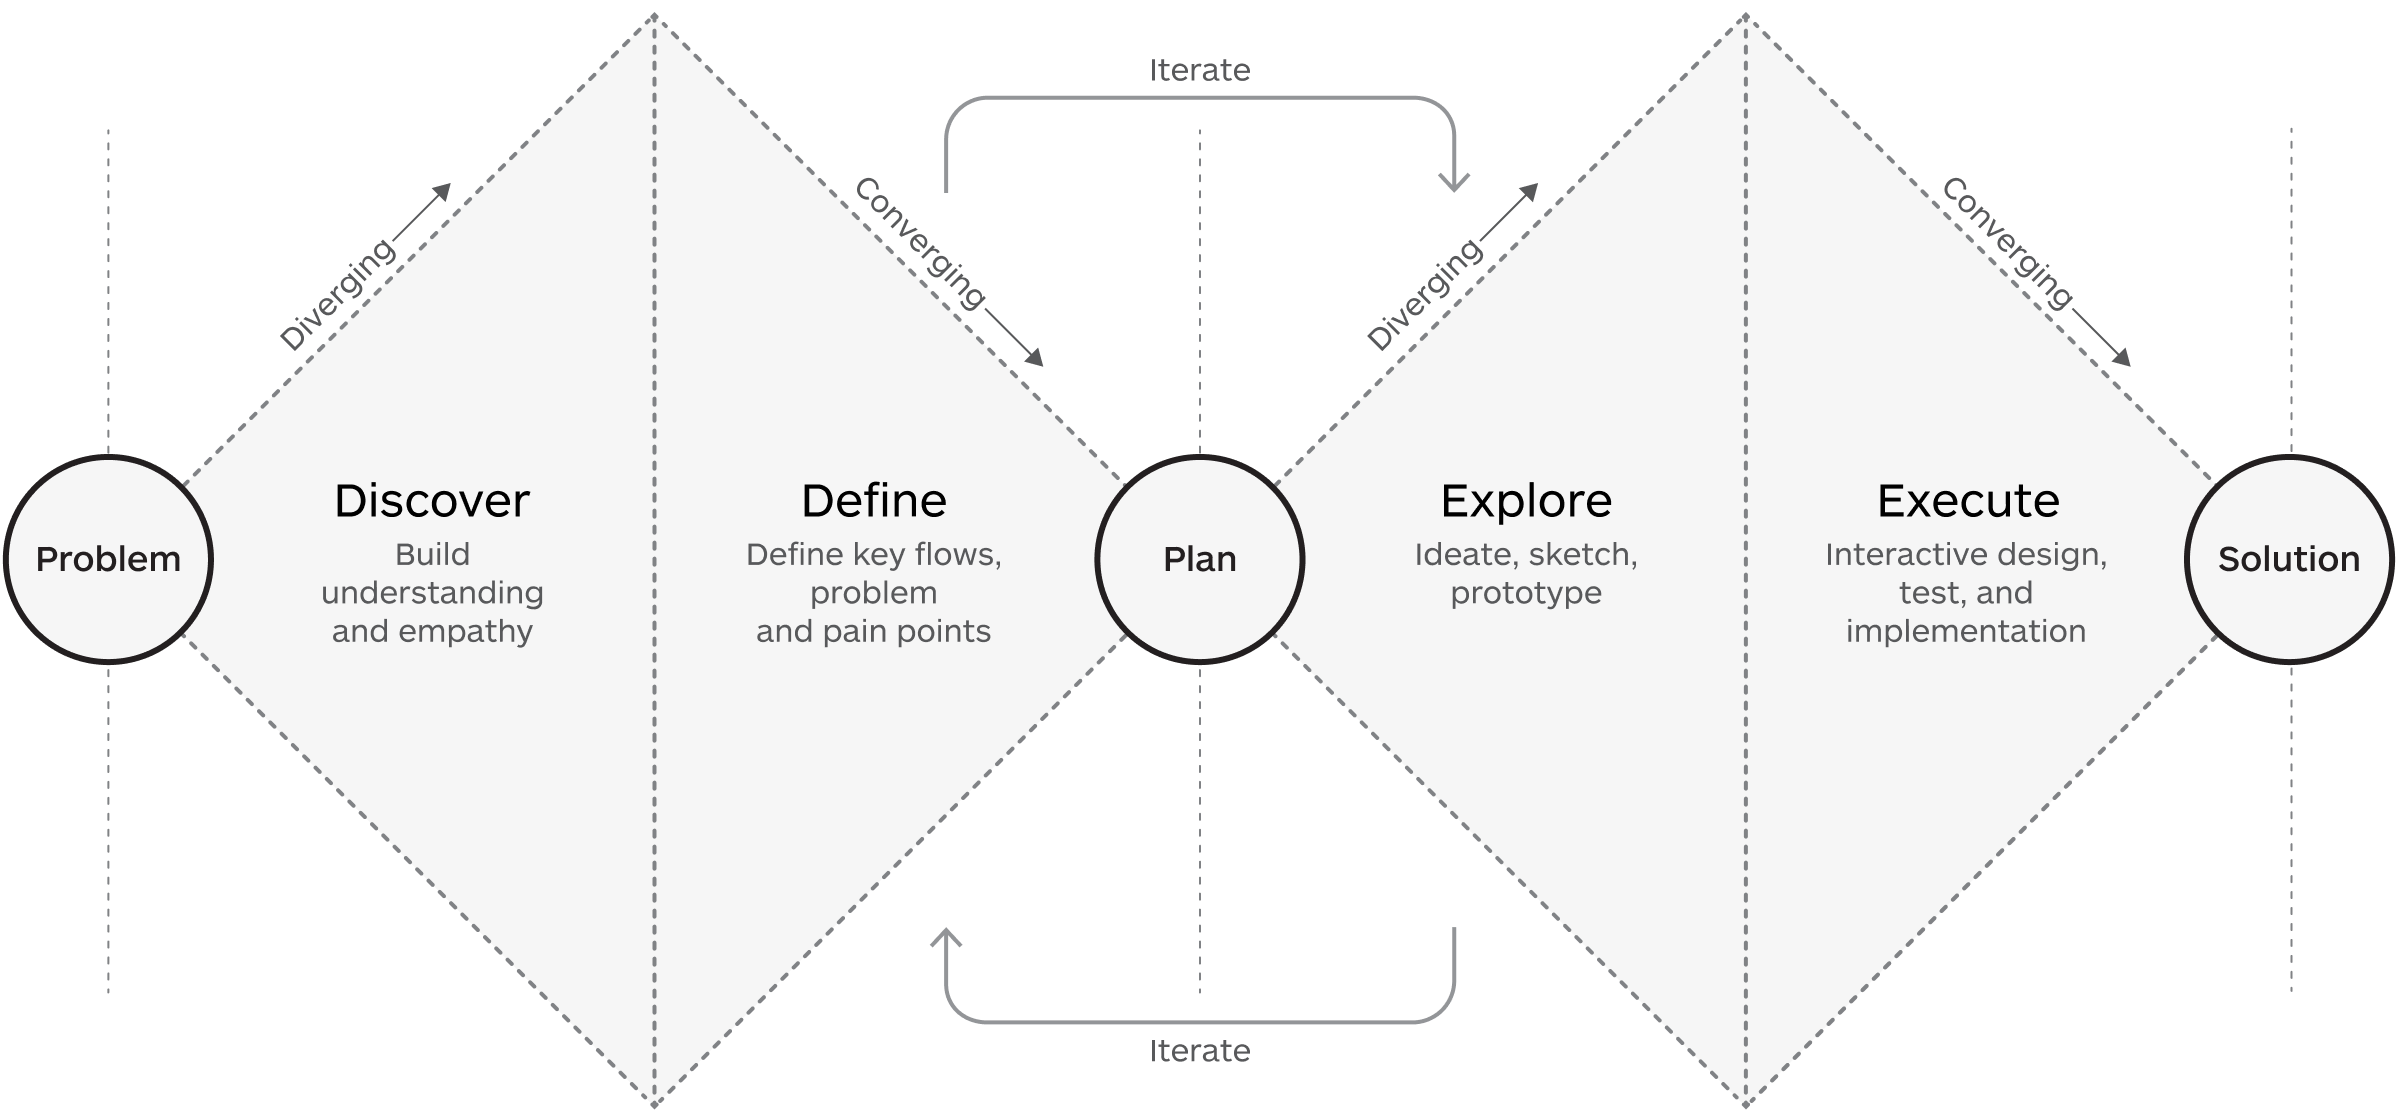 Iterate
Diverging
Converging
Diverging
Converging
Problem
Discover
Build
understanding
and empathy
Define
Define key flows,
problem
and pain points
Plan
Explore
Ideate, sketch,
prototype
Execute
Interactive design,
test, and
implementation
Solution
Iterate